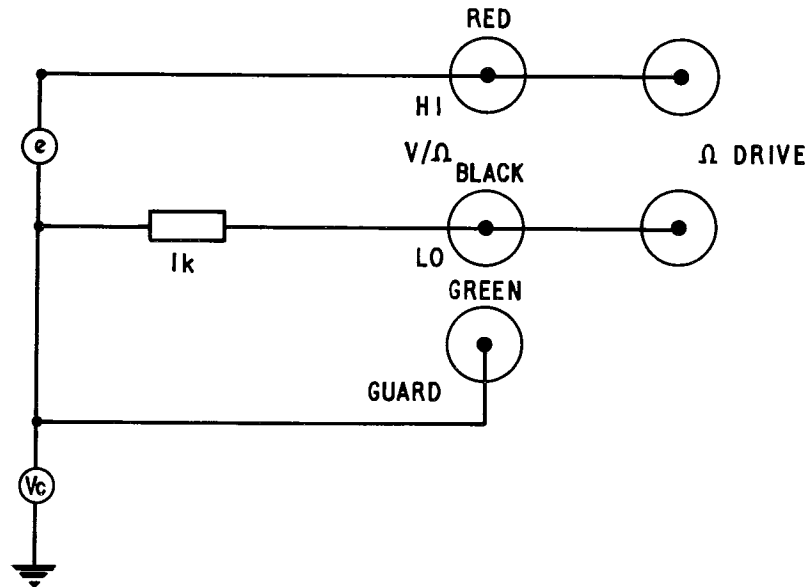 RED
HI
e
V/Ω
Ω DRIVE
BLACK
1k
LO
GREEN
GUARD
Vc